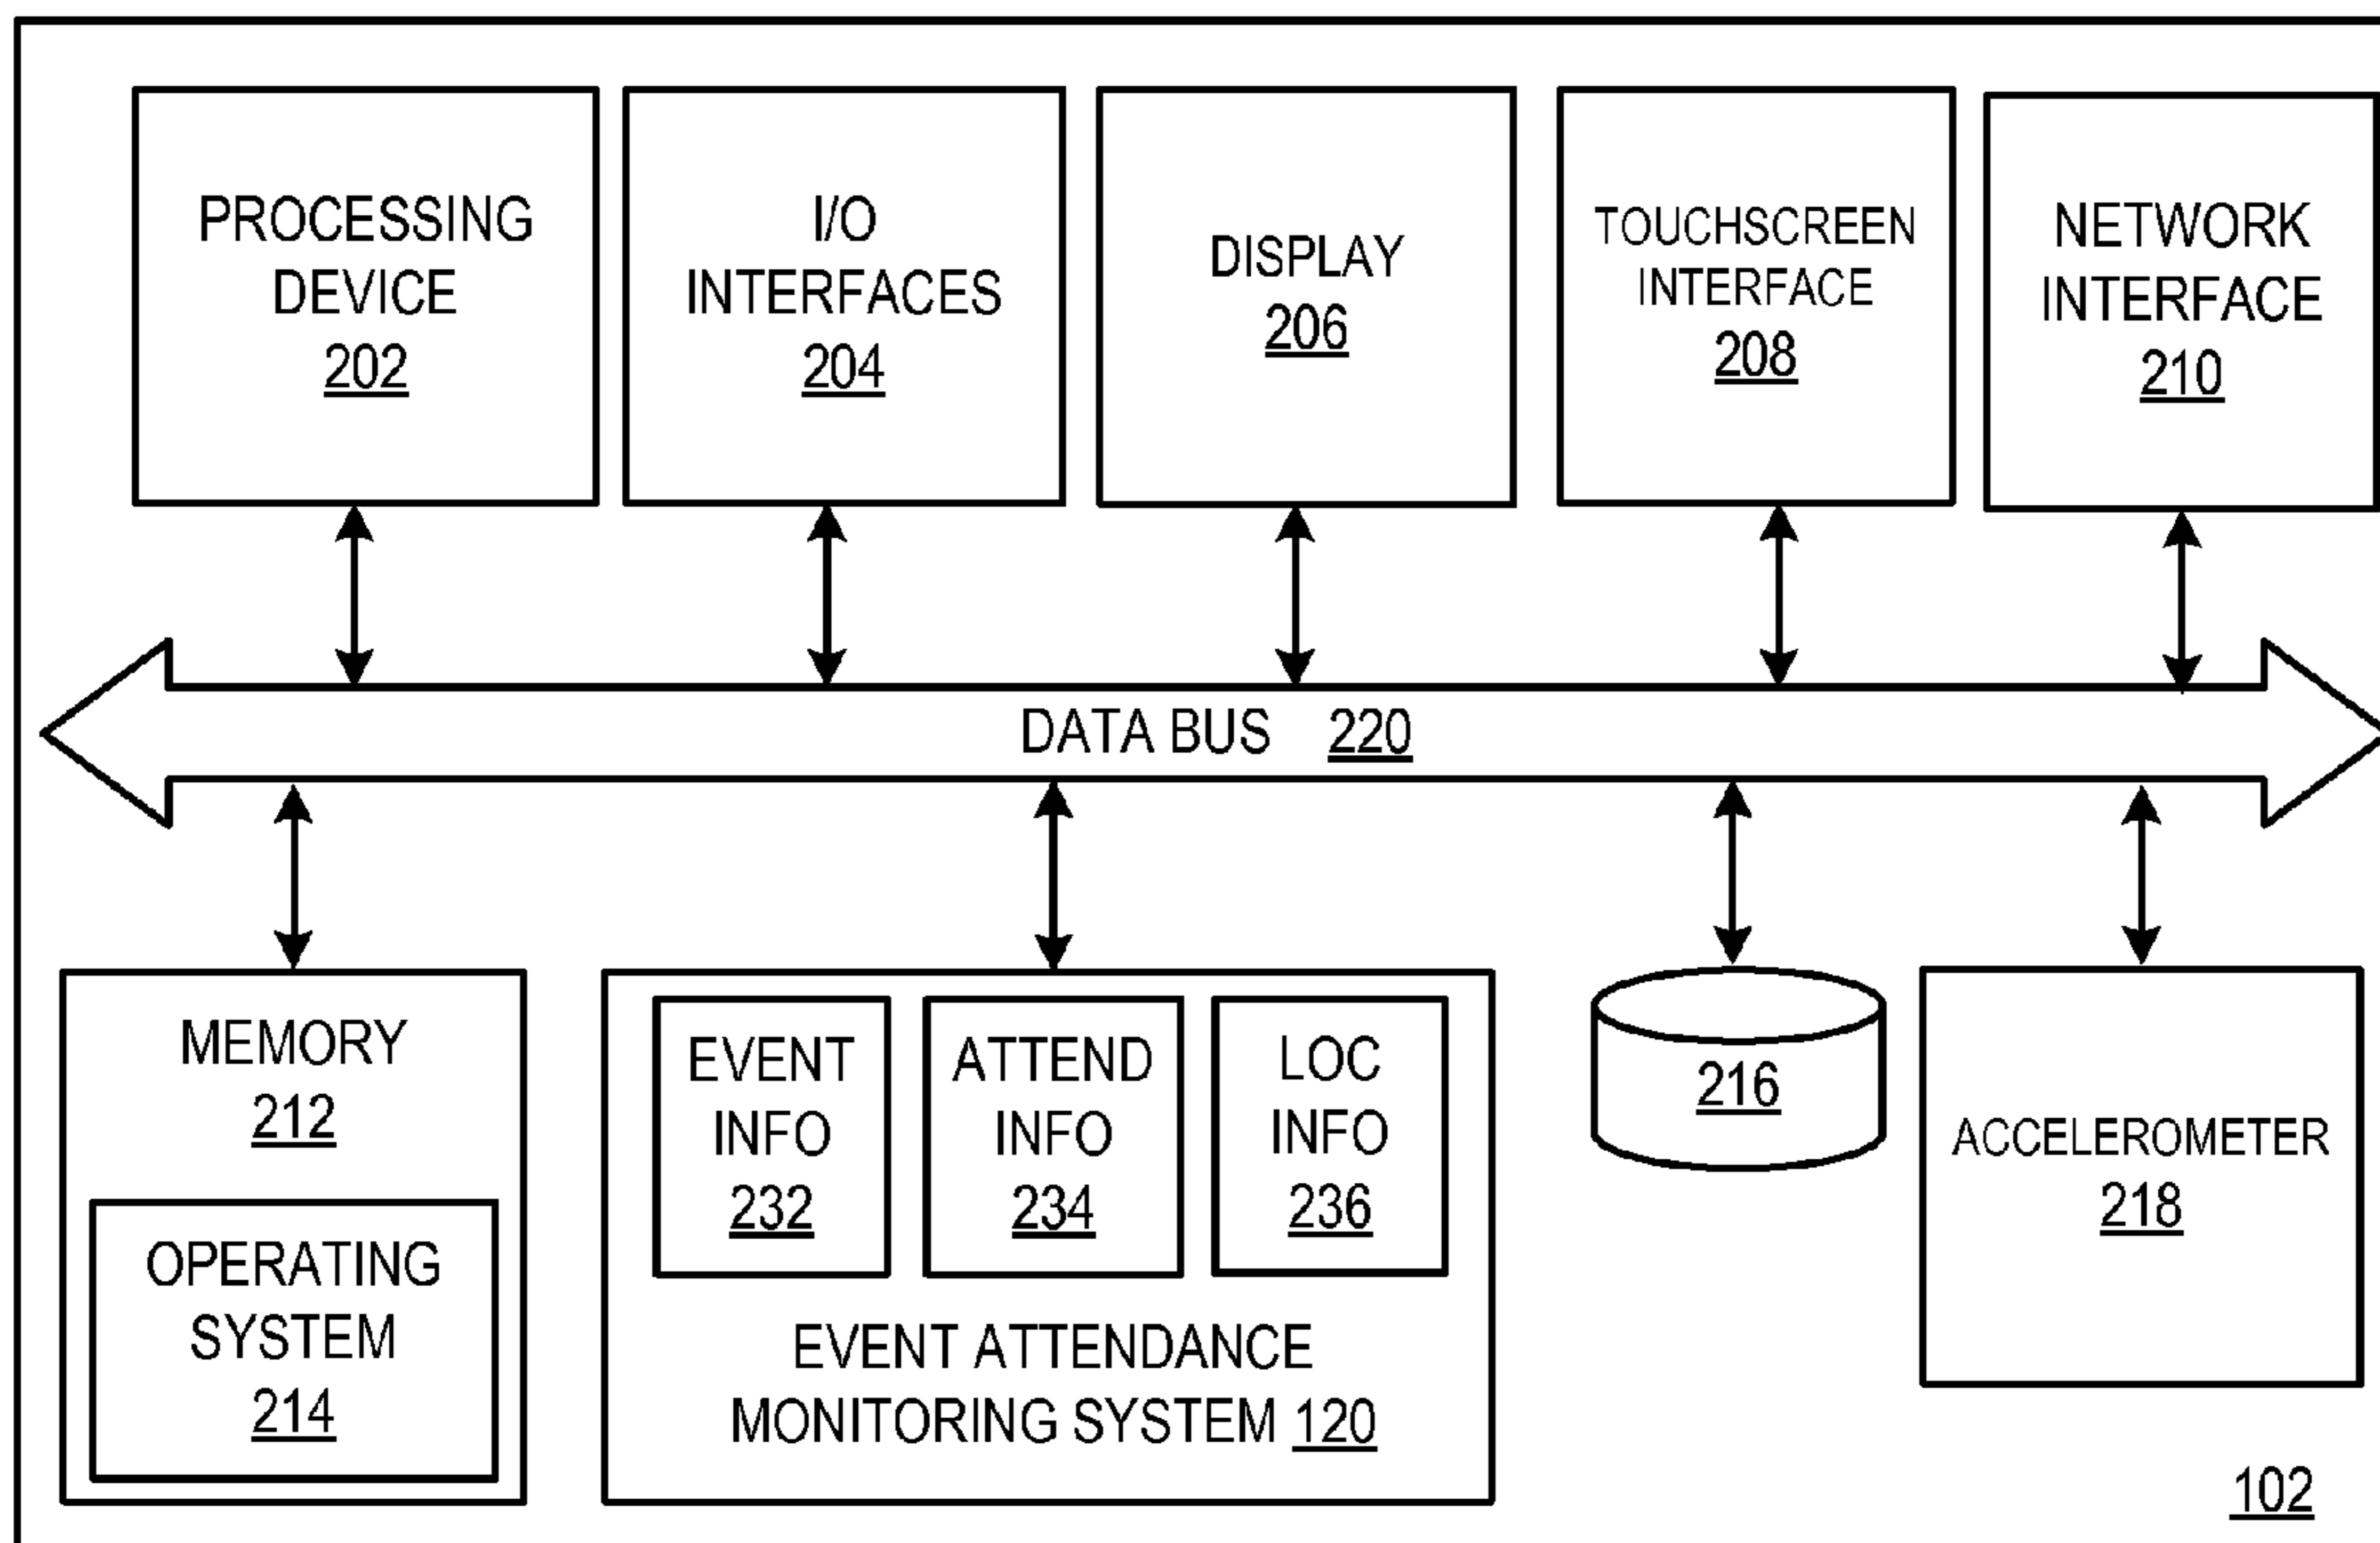 PROCESSING
DEVICE
202
I/O
INTERFACES
204
DISPLAY
206
TOUCHSCREEN
INTERFACE
208
NETWORK
INTERFACE
210
DATA BUS 220
MEMORY
212
OPERATING
SYSTEM
214
EVENT
INFO
232
ATTEND
INFO
234
LOC
INFO
236
EVENT ATTENDANCE
MONITORING SYSTEM 120
216
ACCELEROMETER
218
102